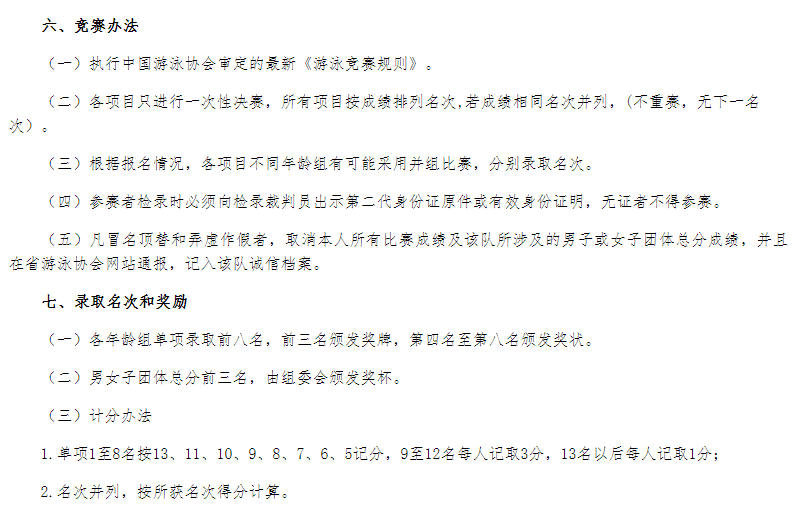 六、竞赛办法
（一）执行中国游泳协会审定的最新《游泳竞赛规则》。
（二）各项目只进行一次性决赛，所有项目按成绩排列名次,若成绩相同名次并列，(不重赛，无下一名
次）。
（三）根据报名情况，各项目不同年龄组有可能采用并组比赛，分别录取名次。
（四）参赛者检录时必须向检录裁判员出示第二代身份证原件或有效身份证明，无证者不得参赛。
（五）凡冒名顶替和弄虚作假者，取消本人所有比赛成绩及该队所涉及的男子或女子团体总分成绩，并且
在省游泳协会网站通报，记入该队诚信档案。
七、录取名次和奖励
（一）各年龄组单项录取前八名，前三名颁发奖牌，第四名至第八名颁发奖状。
（二）男女子团体总分前三名，由组委会颁发奖杯。
（三）计分办法
1.单项1至8名按13、11、10、9、8、7、6、5记分，9至12名每人记取3分，13名以后每人记取1分；
2.名次并列，按所获名次得分计算。